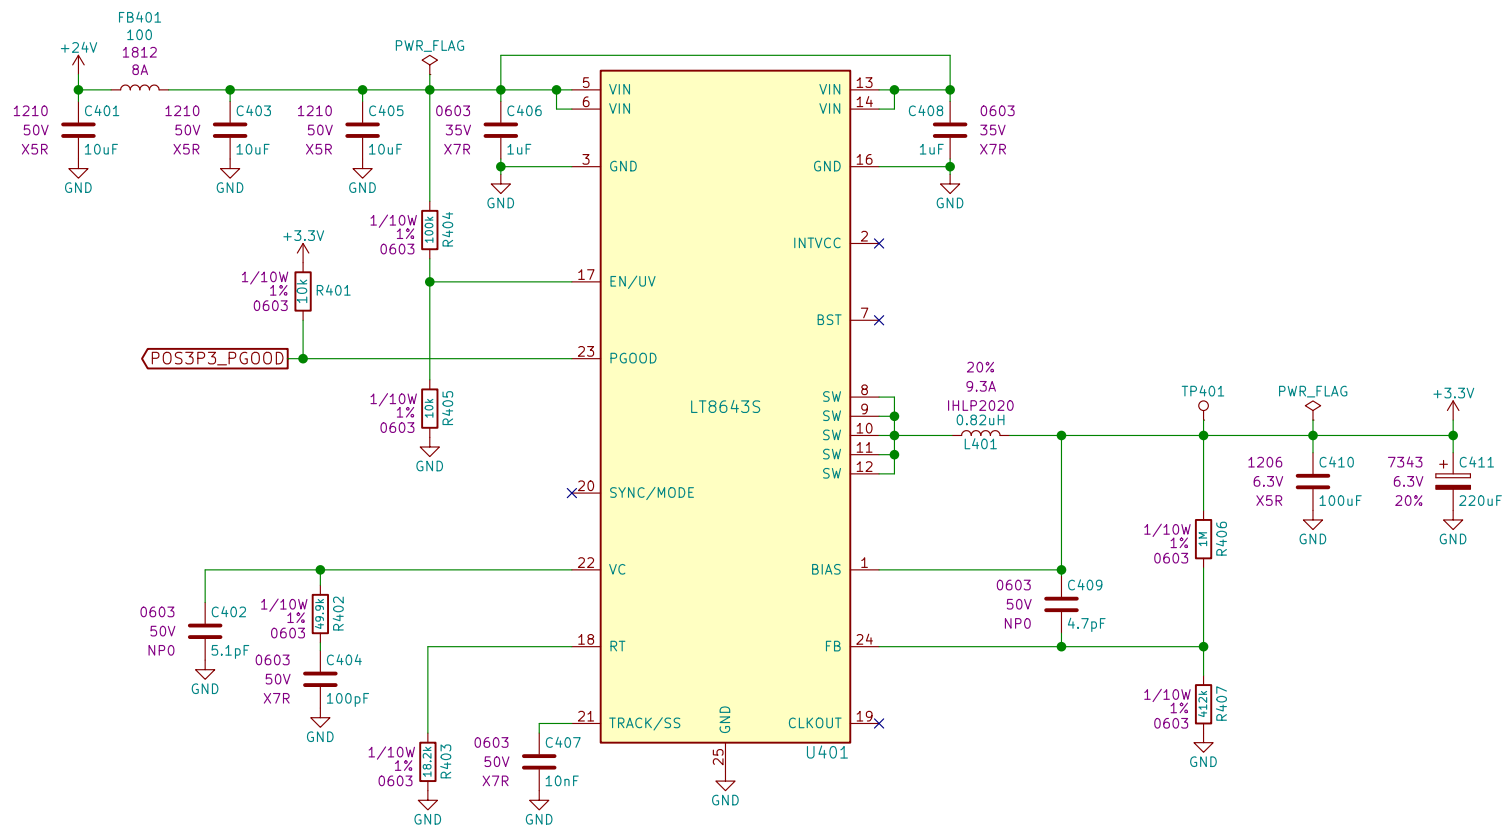 FB401
100
1812
8A
+24V
PWR_FLAG
1210
50V
X5R
C401
10uF
GND
1210
50V
X5R
C403
10uF
GND
1210
50V
X5R
C405
10uF
GND
0603
35V
X7R
C406
1uF
GND
5
6
3
VIN
VIN
GND
13
14
16
VIN
VIN
GND
C408
1uF
0603
35V
X7R
GND
1/10W
1%
0603
100k
R404
+3.3V
1/10W
1%
0603
10k
R401
17
EN/UV
INTVCC
2
BST
7
POS3P3_PGOOD
23
PGOOD
1/10W
1%
0603
10k
R405
GND
LT8643S
SW
8
SW
9
SW
10
SW
11
SW
12
20%
9.3A
IHLP2020
0.82uH
L401
TP401
PWR_FLAG
+3.3V
1206
6.3V
X5R
C410
100uF
GND
7343
6.3V
20%
+
C411
220uF
GND
20
SYNC/MODE
1/10W
1%
0603
1M
R406
22
VC
BIAS
1
0603
50V
NP0
C409
4.7pF
0603
50V
NP0
C402
5.1pF
GND
1/10W
1%
0603
49.9k
R402
0603
50V
X7R
C404
100pF
GND
18
RT
FB
24
1/10W
1%
0603
412k
R407
GND
21
TRACK/SS
GND
25
CLKOUT
19
U401
GND
1/10W
1%
0603
18.2k
R403
GND
0603
50V
X7R
C407
10nF
GND